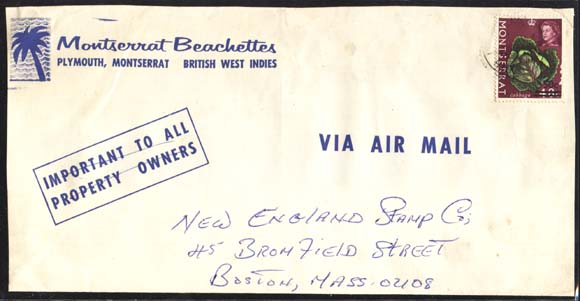 Montserrat Beachettes
PLYMOUTH, MONTSERRAT BRITISH WEST INDIES
MONTSERRAT
Cabbage
IMPORTANT TO ALL
PROPERTY OWNERS
VIA AIR MAIL
NEW ENGLAND STAMP CO;
45 BROMFIELD STREET
BOSTON, MASS. 02108